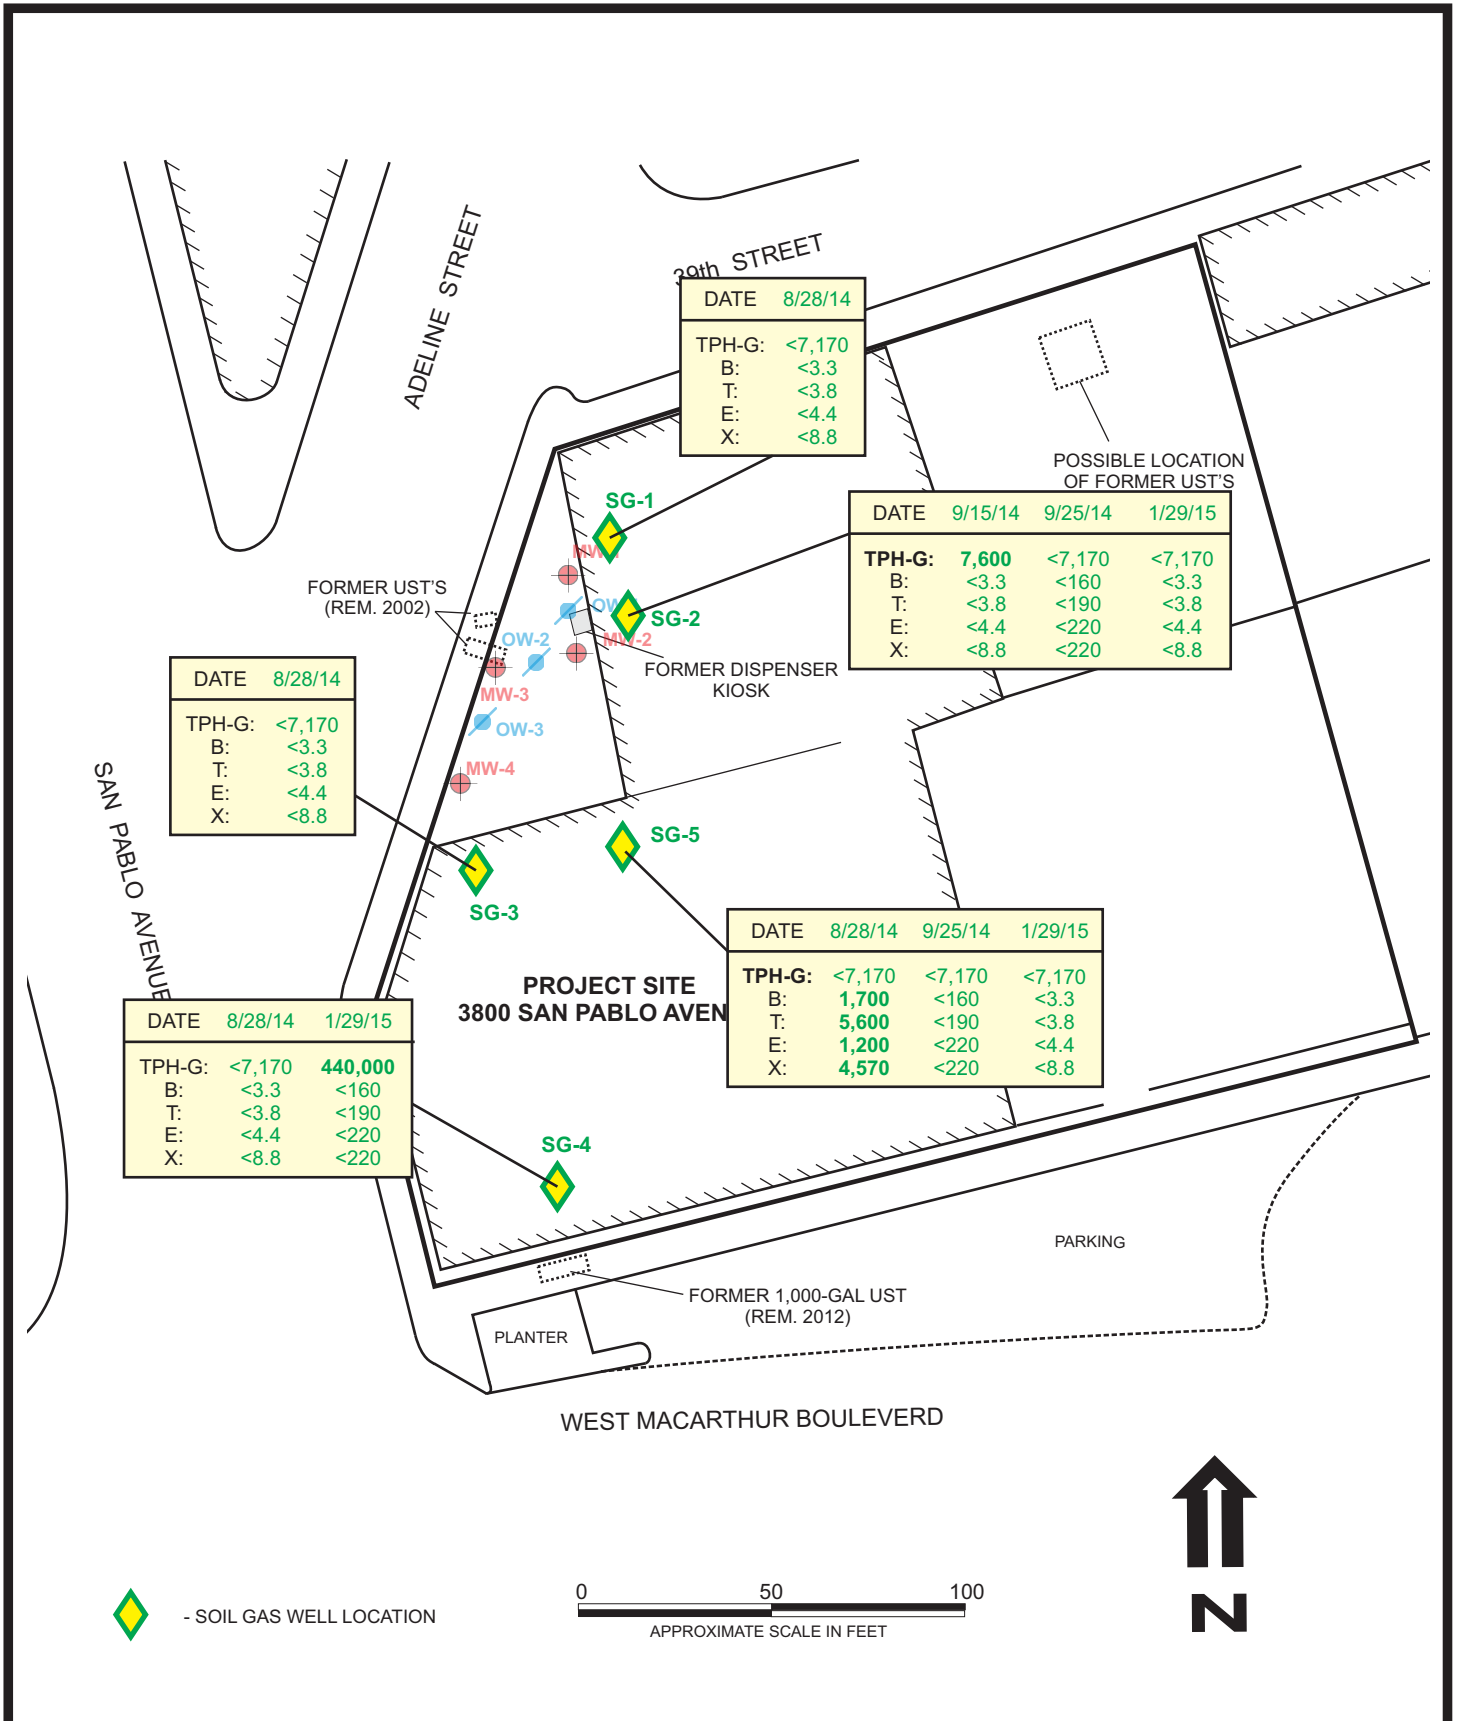 ADELINE STREET
39th STREET
DATE 8/28/14
TPH-G: <7,170
B: <3.3
T: <3.8
E: <4.4
X: <8.8
POSSIBLE LOCATION
OF FORMER UST'S
SG-1
DATE 9/15/14 9/25/14 1/29/15
TPH-G: 7,600 <7,170 <7,170
B: <3.3 <160 <3.3
T: <3.8 <190 <3.8
E: <4.4 <220 <4.4
X: <8.8 <220 <8.8
FORMER UST'S
(REM. 2002)
SG-2
OW-2
MW-2
FORMER DISPENSER
KIOSK
MW-3
OW-3
MW-4
DATE 8/28/14
TPH-G: <7,170
B: <3.3
T: <3.8
E: <4.4
X: <8.8
SAN PABLO AVENUE
SG-5
SG-3
DATE 8/28/14 9/25/14 1/29/15
TPH-G: <7,170 <7,170 <7,170
B: 1,700 <160 <3.3
T: 5,600 <190 <3.8
E: 1,200 <220 <4.4
X: 4,570 <220 <8.8
PROJECT SITE
3800 SAN PABLO AVEN
DATE 8/28/14 1/29/15
TPH-G: <7,170 440,000
B: <3.3 <160
T: <3.8 <190
E: <4.4 <220
X: <8.8 <220
SG-4
PARKING
FORMER 1,000-GAL UST
(REM. 2012)
PLANTER
WEST MACARTHUR BOULEVERD
N
- SOIL GAS WELL LOCATION
0 50 100
APPROXIMATE SCALE IN FEET